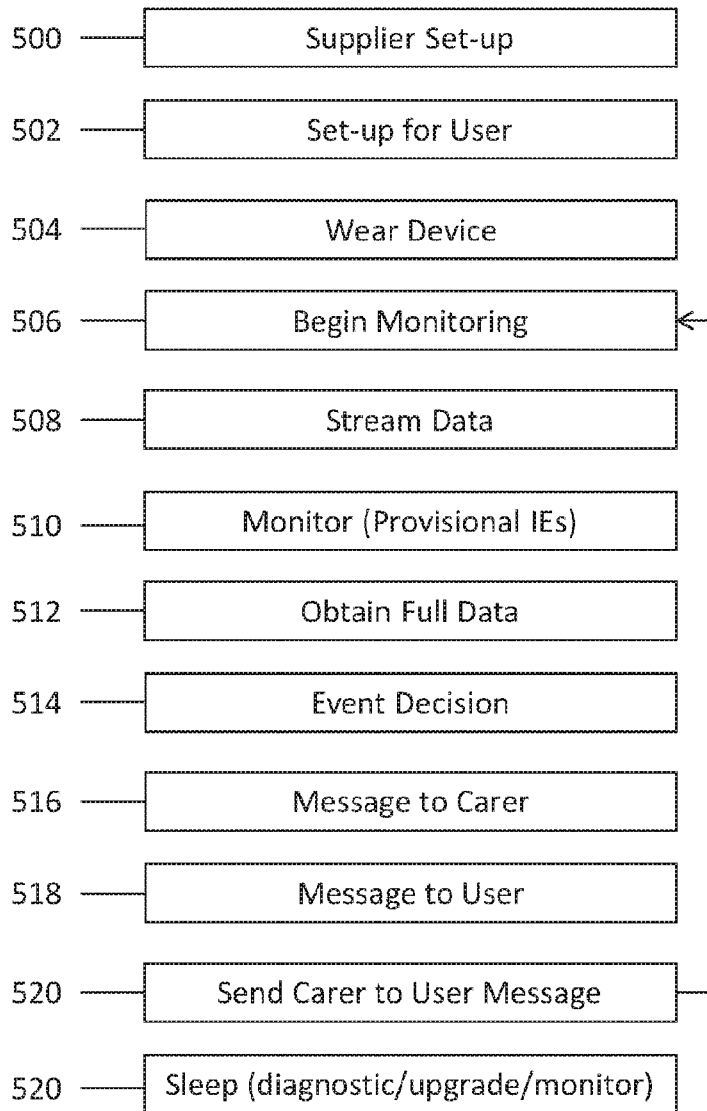 500 Supplier Set-up
502 Set-up for User
504 Wear Device
506 Begin Monitoring
508 Stream Data
510 Monitor (Provisional IEs)
512 Obtain Full Data
514 Event Decision
516 Message to Carer
518 Message to User
520 Send Carer to User Message
520 Sleep (diagnostic/upgrade/monitor)